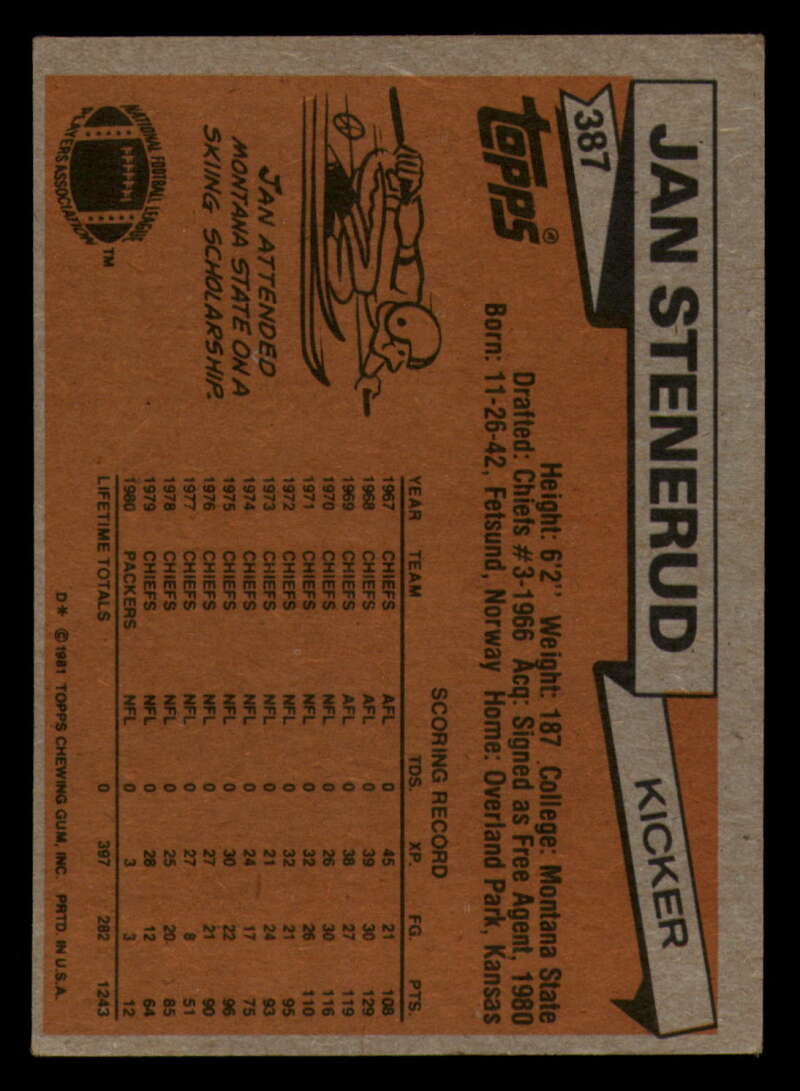 JAN STENERUD
KICKER
387
topps®
Height: 6'2" Weight: 187 College: Montana State
Drafted: Chiefs #3-1966 Acq: Signed as Free Agent, 1980
Born: 11-26-42, Fetsund, Norway Home: Overland Park, Kansas
JAN ATTENDED
MONTANA STATE ON A
SKIING SCHOLARSHIP.
NATIONAL FOOTBALL LEAGUE
PLAYERS ASSOCIATION
TM
SCORING RECORD
YEAR TEAM TDS. XP. FG. PTS.
1967 CHIEFS AFL 0 45 21 108
1968 CHIEFS AFL 0 39 30 129
1969 CHIEFS AFL 0 38 27 119
1970 CHIEFS NFL 0 26 30 116
1971 CHIEFS NFL 0 32 26 110
1972 CHIEFS NFL 0 32 21 95
1973 CHIEFS NFL 0 21 24 93
1974 CHIEFS NFL 0 24 17 75
1975 CHIEFS NFL 0 30 22 96
1976 CHIEFS NFL 0 27 21 90
1977 CHIEFS NFL 0 27 8 51
1978 CHIEFS NFL 0 25 20 85
1979 CHIEFS NFL 0 28 12 64
1980 PACKERS NFL 0 3 3 12
LIFETIME TOTALS 0 397 282 1243
D* ©1981 TOPPS CHEWING GUM, INC. PRTD. IN U.S.A.